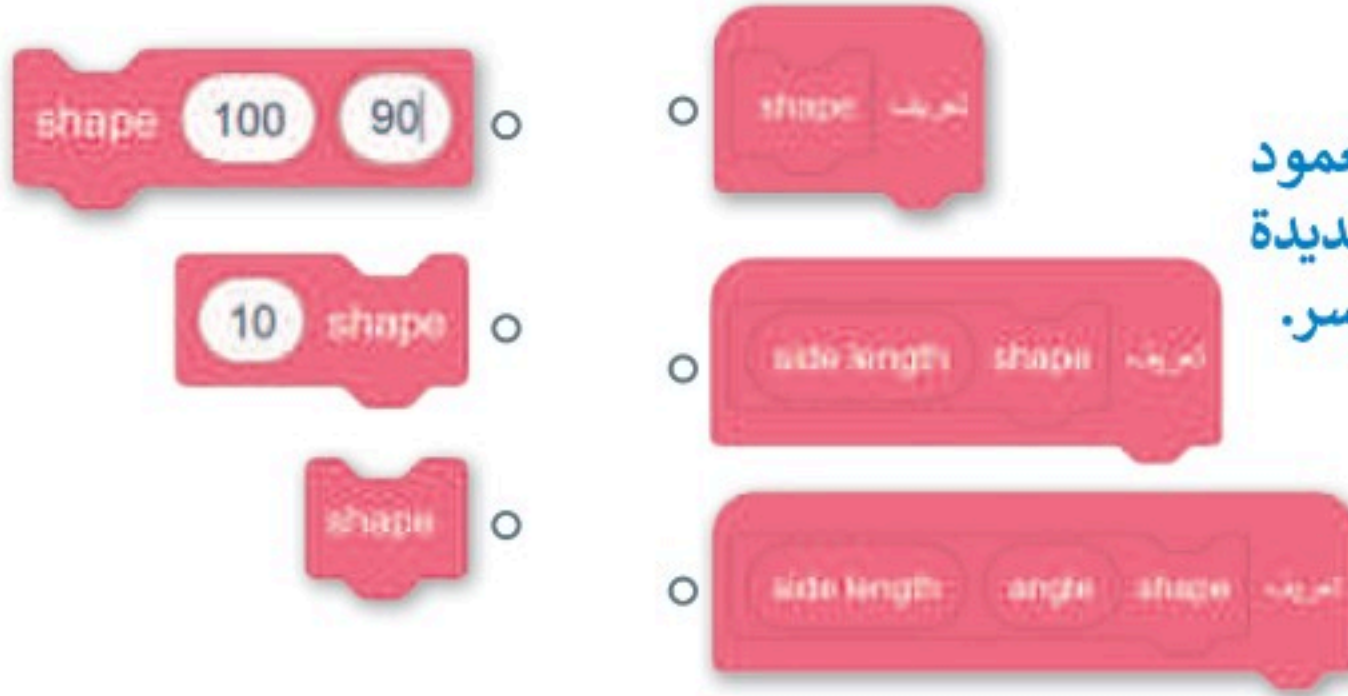 shape 100 90
تعريف shape
عمود
ديدة
سر.
10 shape
تعريف shape side length
shape
تعريف shape angle side length